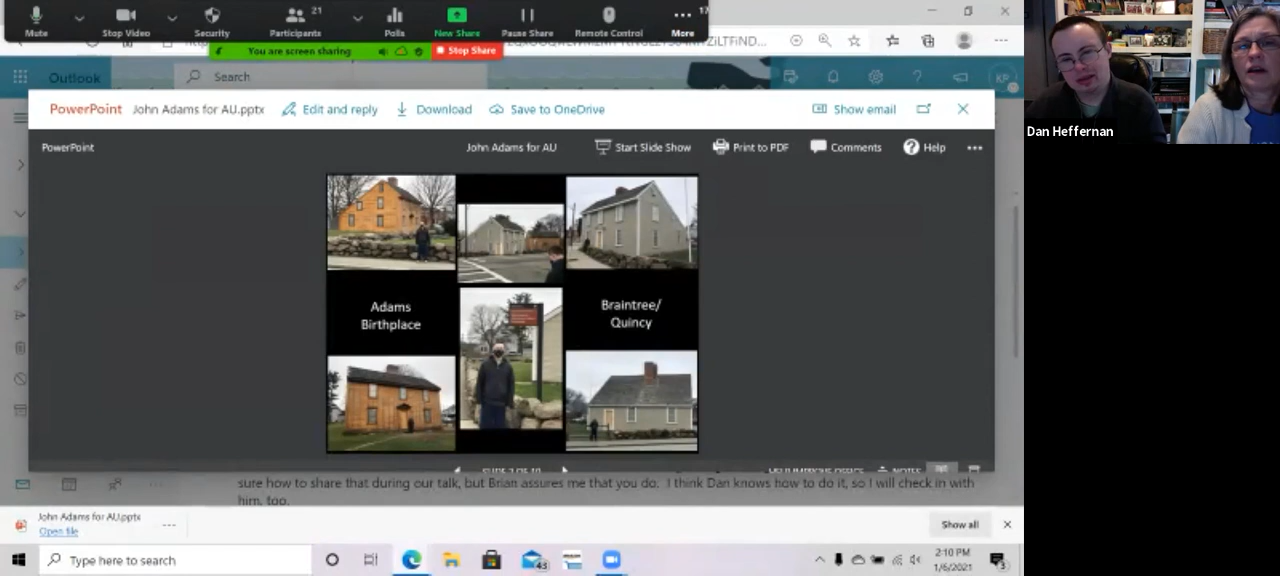 21
17
Mute
Stop Video
Security
Participants
Polls
New Share
Pause Share
Remote Control
More
You are screen sharing
Stop Share
Outlook
Search
KP
PowerPoint John Adams for AU.pptx Edit and reply Download Save to OneDrive Show email
PowerPoint John Adams for AU Start Slide Show Print to PDF Comments Help
Adams
Birthplace
Braintree/
Quincy
Dan Heffernan
NOTES
sure how to share that during our talk, but Brian assures me that you do. I think Dan knows how to do it, so I will check in with
him, too.
John Adams for AU.pptx
Open file
Show all
Type here to search
43
2:10 PM
1/6/2021
3